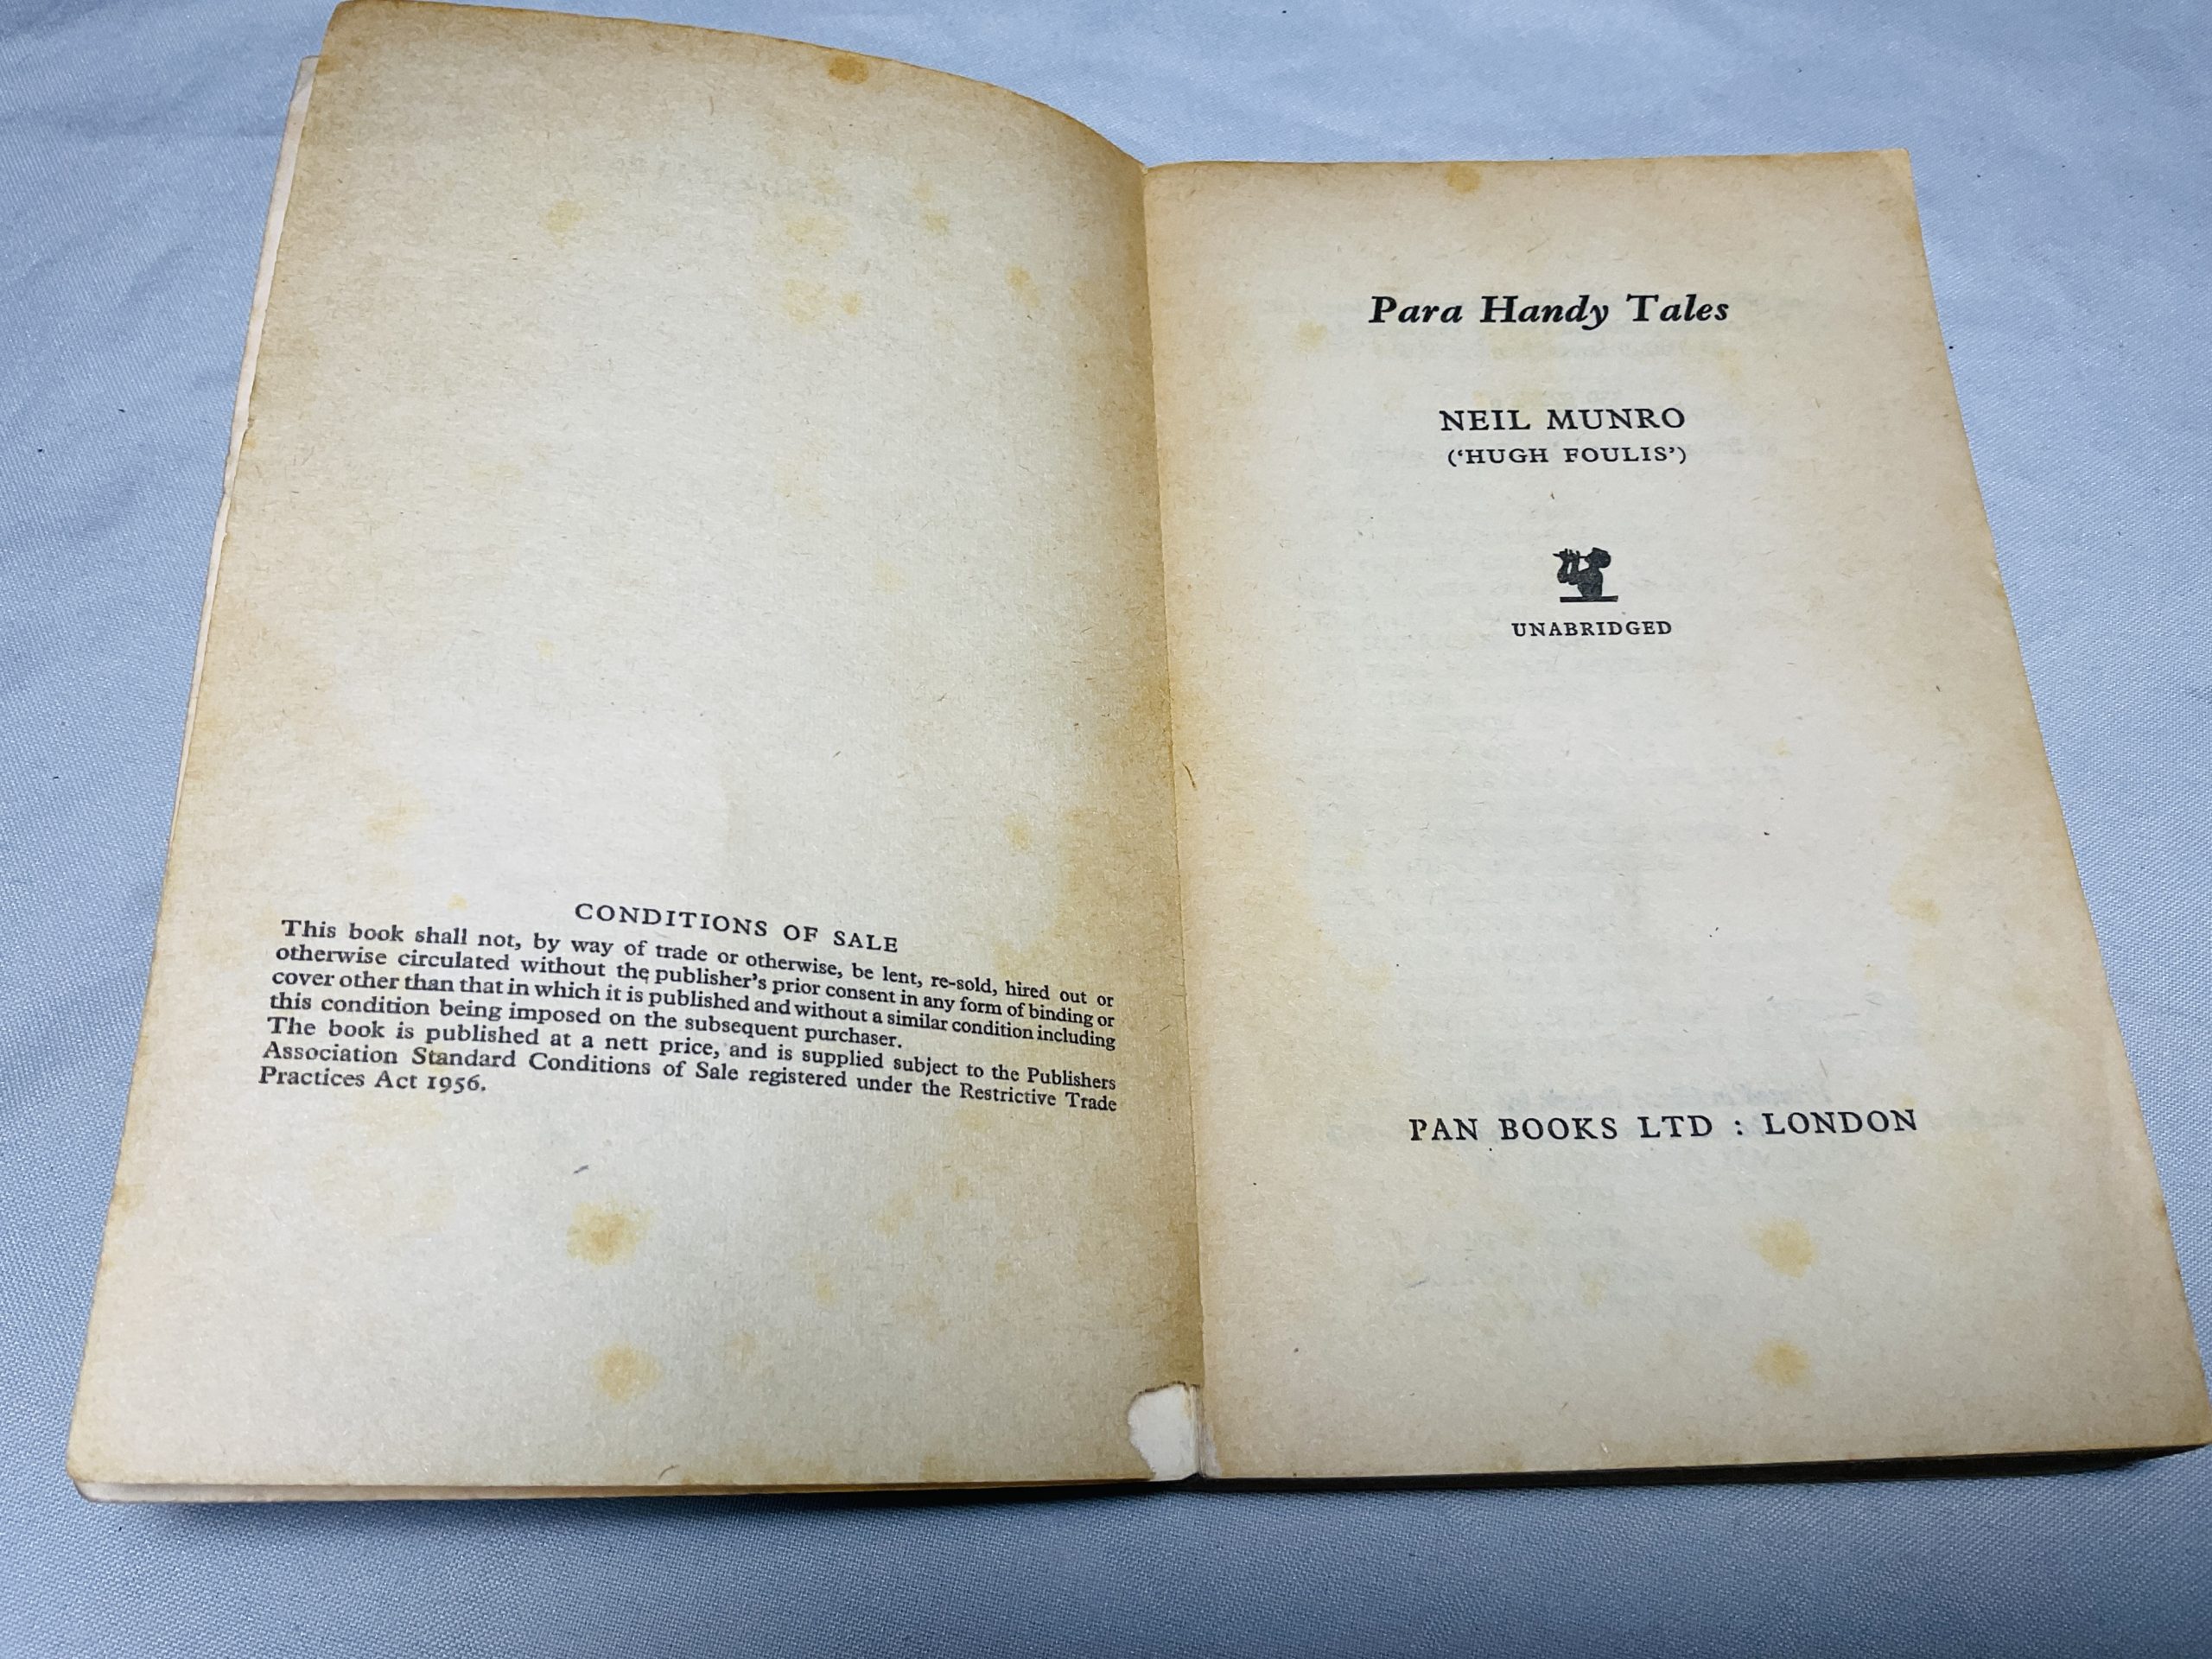 CONDITIONS OF SALE
This book shall not, by way of trade or otherwise, be lent, re-sold, hired out or
otherwise circulated without the publisher's prior consent in any form of binding or
cover other than that in which it is published and without a similar condition including
this condition being imposed on the subsequent purchaser.
The book is published at a nett price, and is supplied subject to the Publishers
Association Standard Conditions of Sale registered under the Restrictive Trade
Practices Act 1956.
Para Handy Tales
NEIL MUNRO
('HUGH FOULIS')
UNABRIDGED
PAN BOOKS LTD : LONDON